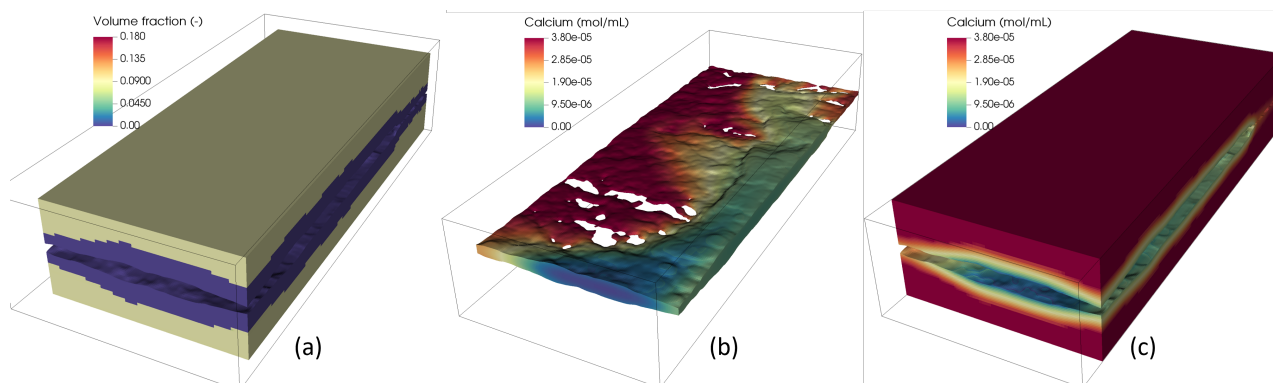 Volume fraction (-)
0.180
0.135
0.0900
0.0450
0.00
(a)
Calcium (mol/mL)
3.80e-05
2.85e-05
1.90e-05
9.50e-06
0.00
(b)
Calcium (mol/mL)
3.80e-05
2.85e-05
1.90e-05
9.50e-06
0.00
(c)